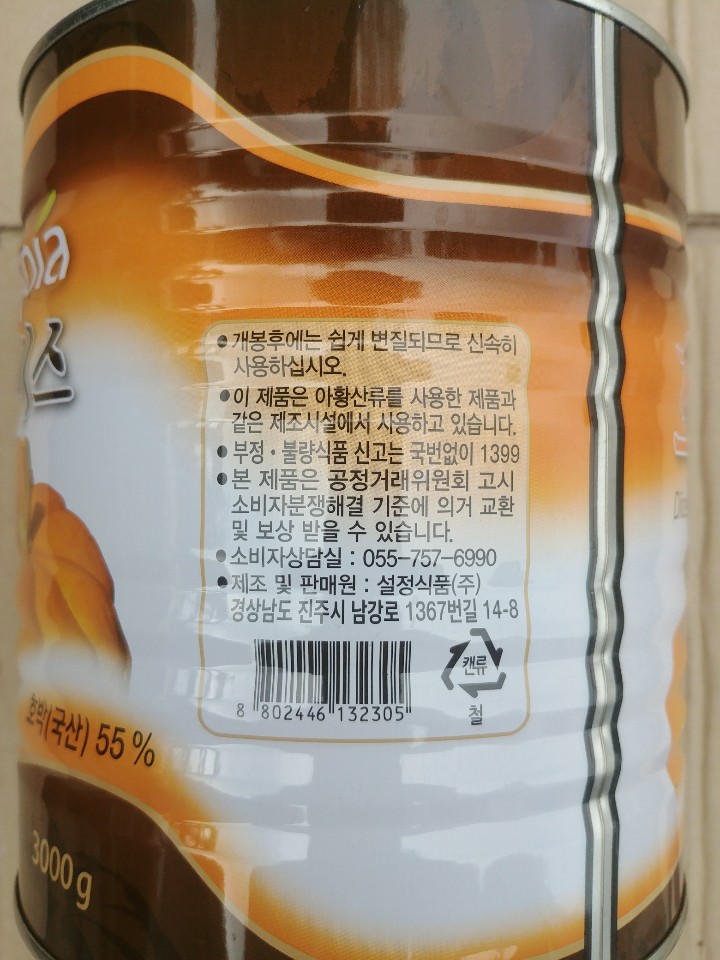 • 개봉후에는 쉽게 변질되므로 신속히
사용하십시오.
• 이 제품은 아황산류를 사용한 제품과
같은 제조시설에서 사용하고 있습니다.
• 부정 • 불량식품 신고는 국번없이 1399
• 본 제품은 공정거래위원회 고시
소비자분쟁해결 기준에 의거 교환
및 보상 받을 수 있습니다.
• 소비자상담실 : 055-757-6990
• 제조 및 판매원 : 설정식품(주)
경상남도 진주시 남강로 1367번길 14-8
캔류
철
8 802446 132305
호박(국산) 55 %
3000 g